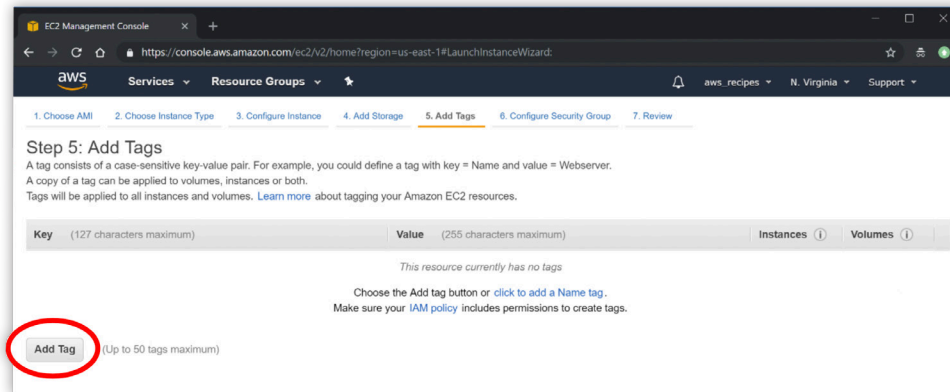 EC2 Management Console
https://console.aws.amazon.com/ec2/v2/home?region=us-east-1#LaunchInstanceWizard:
aws Services Resource Groups aws_recipes N. Virginia Support
1. Choose AMI 2. Choose Instance Type 3. Configure Instance 4. Add Storage 5. Add Tags 6. Configure Security Group 7. Review
Step 5: Add Tags
A tag consists of a case-sensitive key-value pair. For example, you could define a tag with key = Name and value = Webserver.
A copy of a tag can be applied to volumes, instances or both.
Tags will be applied to all instances and volumes. Learn more about tagging your Amazon EC2 resources.
Key (127 characters maximum) Value (255 characters maximum) Instances Volumes
This resource currently has no tags
Choose the Add tag button or click to add a Name tag.
Make sure your IAM policy includes permissions to create tags.
Add Tag (Up to 50 tags maximum)